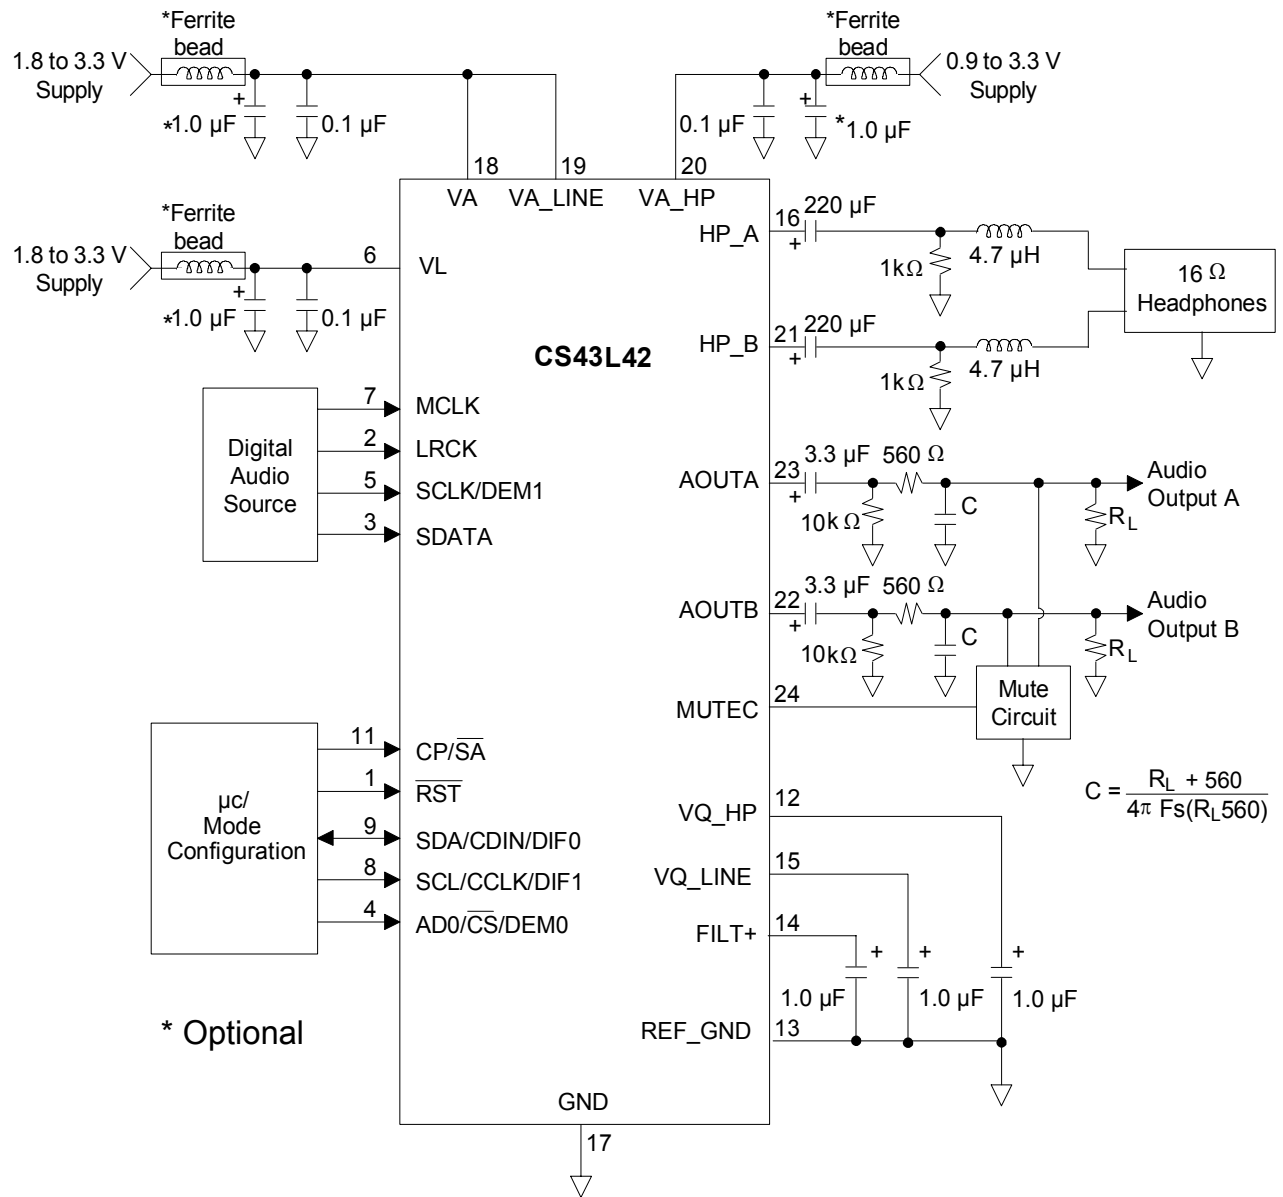 *Ferrite
bead
1.8 to 3.3 V
Supply
+
*1.0 µF
0.1 µF
*Ferrite
bead
0.9 to 3.3 V
Supply
0.1 µF
+
*1.0 µF
18
19
20
VA
VA_LINE
VA_HP
*Ferrite
bead
1.8 to 3.3 V
Supply
+
*1.0 µF
0.1 µF
6
VL
HP_A
16
220 µF
+
1kΩ
4.7 µH
16 Ω
Headphones
HP_B
21
220 µF
+
1kΩ
4.7 µH
CS43L42
Digital
Audio
Source
7
MCLK
2
LRCK
5
SCLK/DEM1
3
SDATA
AOUTA
23
3.3 µF
560 Ω
+
10kΩ
C
RL
Audio
Output A
AOUTB
22
3.3 µF
560 Ω
+
10kΩ
C
RL
Audio
Output B
MUTEC
24
Mute
Circuit
C = RL + 560
4π Fs(RL560)
µc/
Mode
Configuration
11
CP/SA
1
RST
9
SDA/CDIN/DIF0
8
SCL/CCLK/DIF1
4
AD0/CS/DEM0
VQ_HP
12
VQ_LINE
15
FILT+
14
+
+
+
1.0 µF
1.0 µF
1.0 µF
REF_GND
13
* Optional
GND
17